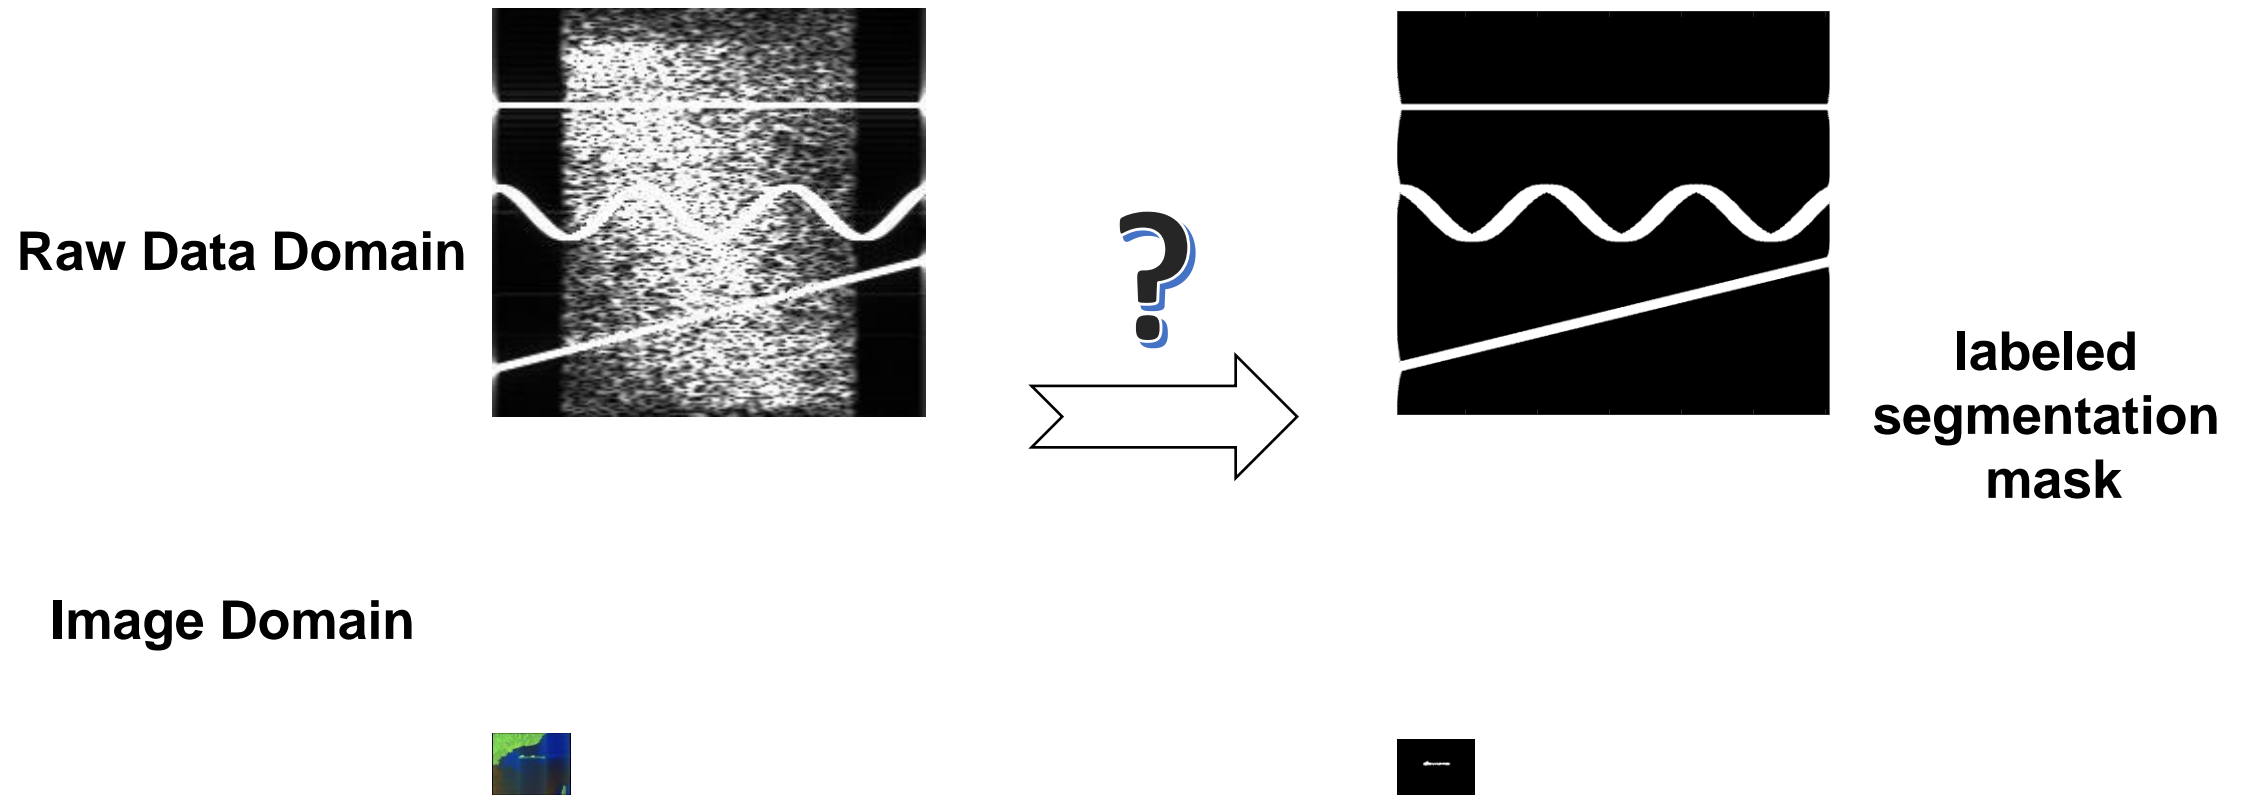 Raw Data Domain
?
labeled
segmentation
mask
Image Domain